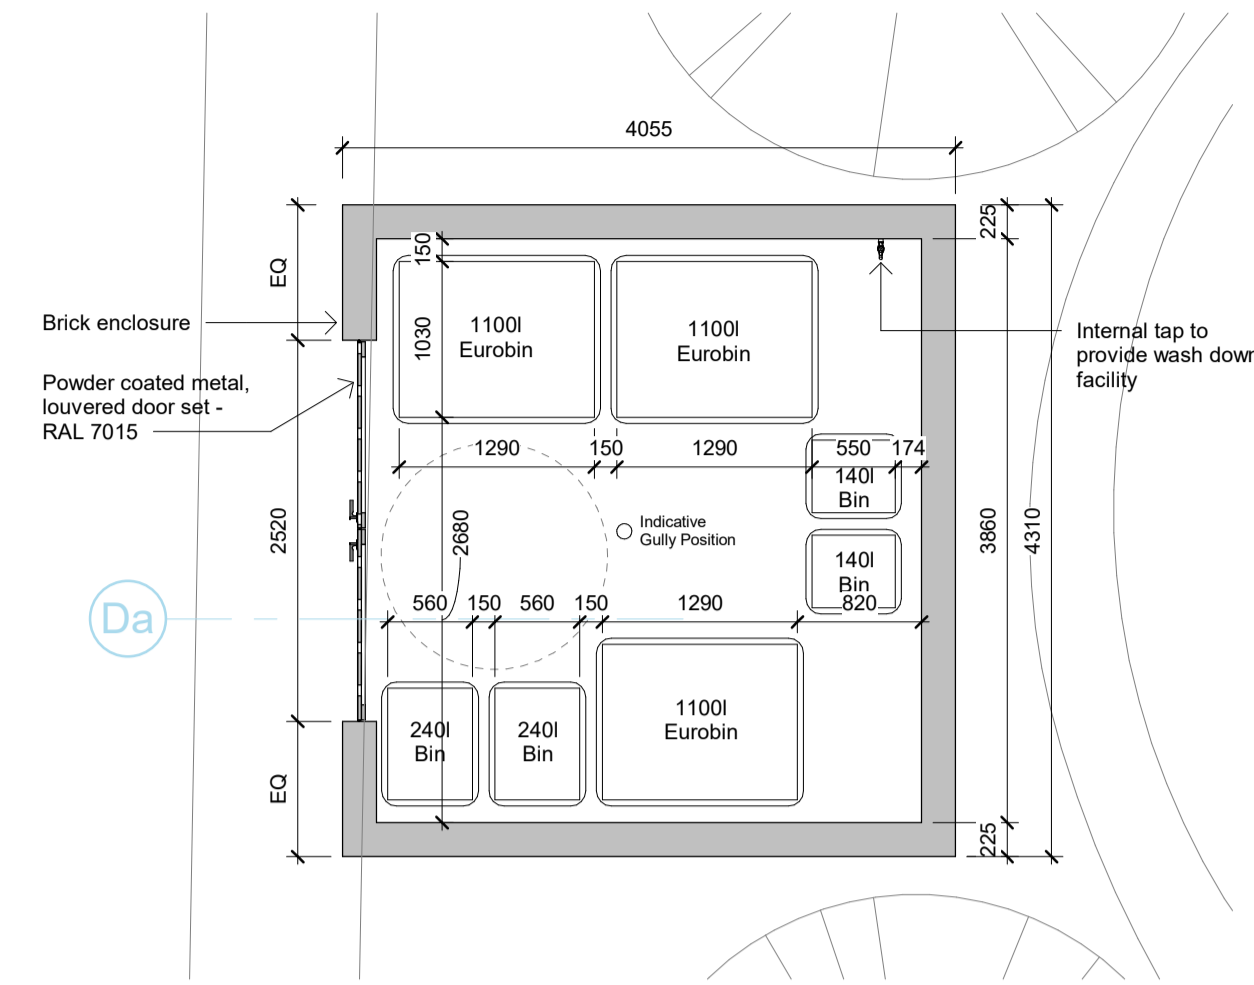 4055
225
150
EQ
Brick enclosure
1030
1100l
Eurobin
1100l
Eurobin
Internal tap to
provide wash down
facility
Powder coated metal,
louvered door set -
RAL 7015
1290
150
1290
550
174
140l
Bin
2520
2680
Indicative
Gully Position
3860
4310
140l
Bin
Da
560
150
560
150
1290
820
240l
Bin
240l
Bin
1100l
Eurobin
EQ
225